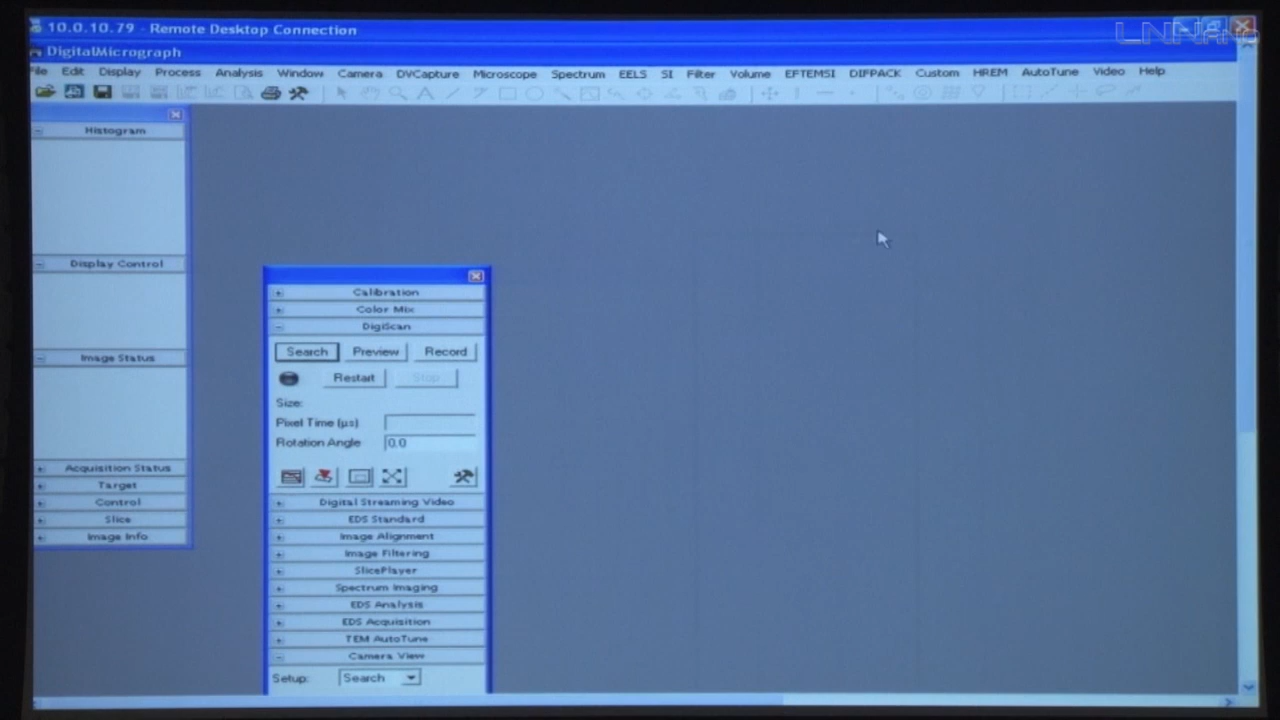 10.0.10.79 - Remote Desktop Connection
LNNano
DigitalMicrograph
File Edit Display Process Analysis Window Camera DVCapture Microscope Spectrum EELS SI Filter Volume EFTEMSI DIFPACK Custom HREM AutoTune Video Help
Histogram
Display Control
Image Status
Acquisition Status
Target
Control
Slice
Image Info
Calibration
Color Mix
DigiScan
Search Preview Record
Restart Stop
Size:
Pixel Time (µs)
Rotation Angle 0.0
Digital Streaming Video
EDS Standard
Image Alignment
Image Filtering
SlicePlayer
Spectrum Imaging
EDS Analysis
EDS Acquisition
TEM AutoTune
Camera View
Setup: Search